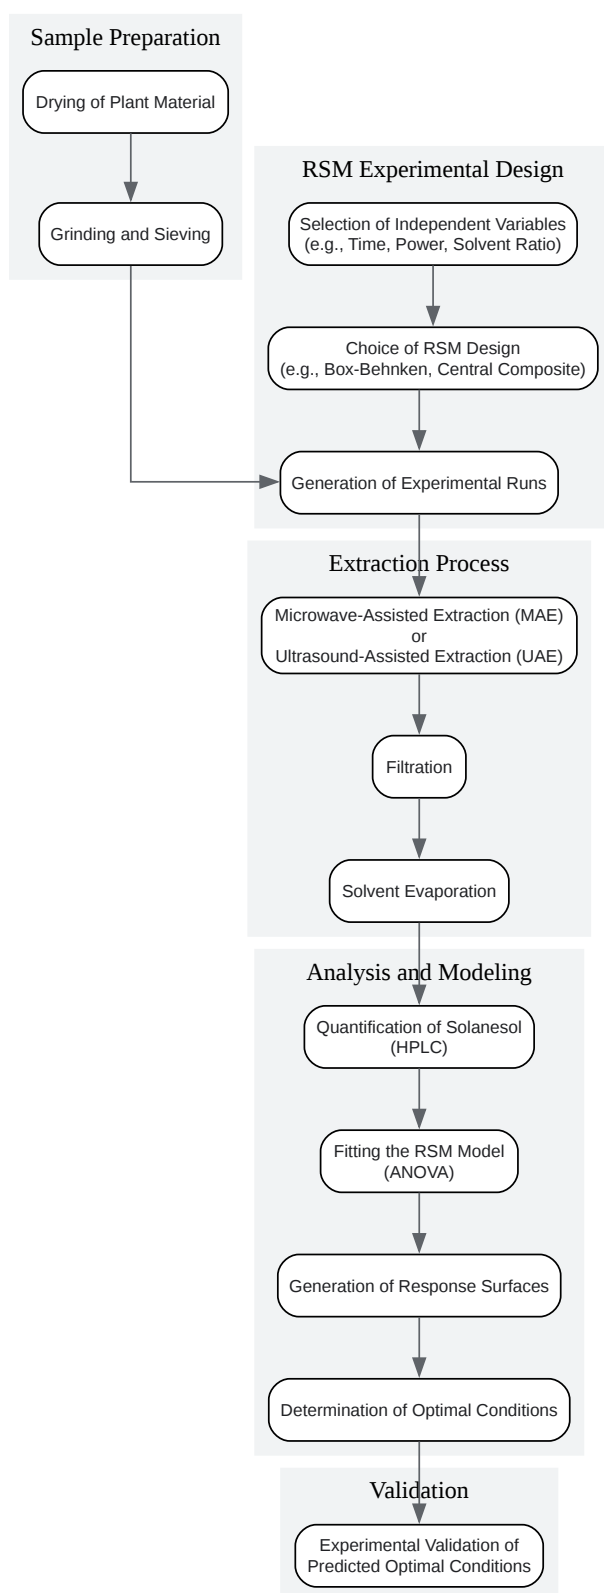 Sample Preparation
Drying of Plant Material
Grinding and Sieving
RSM Experimental Design
Selection of Independent Variables
(e.g., Time, Power, Solvent Ratio)
Choice of RSM Design
(e.g., Box-Behnken, Central Composite)
Generation of Experimental Runs
Extraction Process
Microwave-Assisted Extraction (MAE)
or
Ultrasound-Assisted Extraction (UAE)
Filtration
Solvent Evaporation
Analysis and Modeling
Quantification of Solanesol
(HPLC)
Fitting the RSM Model
(ANOVA)
Generation of Response Surfaces
Determination of Optimal Conditions
Validation
Experimental Validation of
Predicted Optimal Conditions